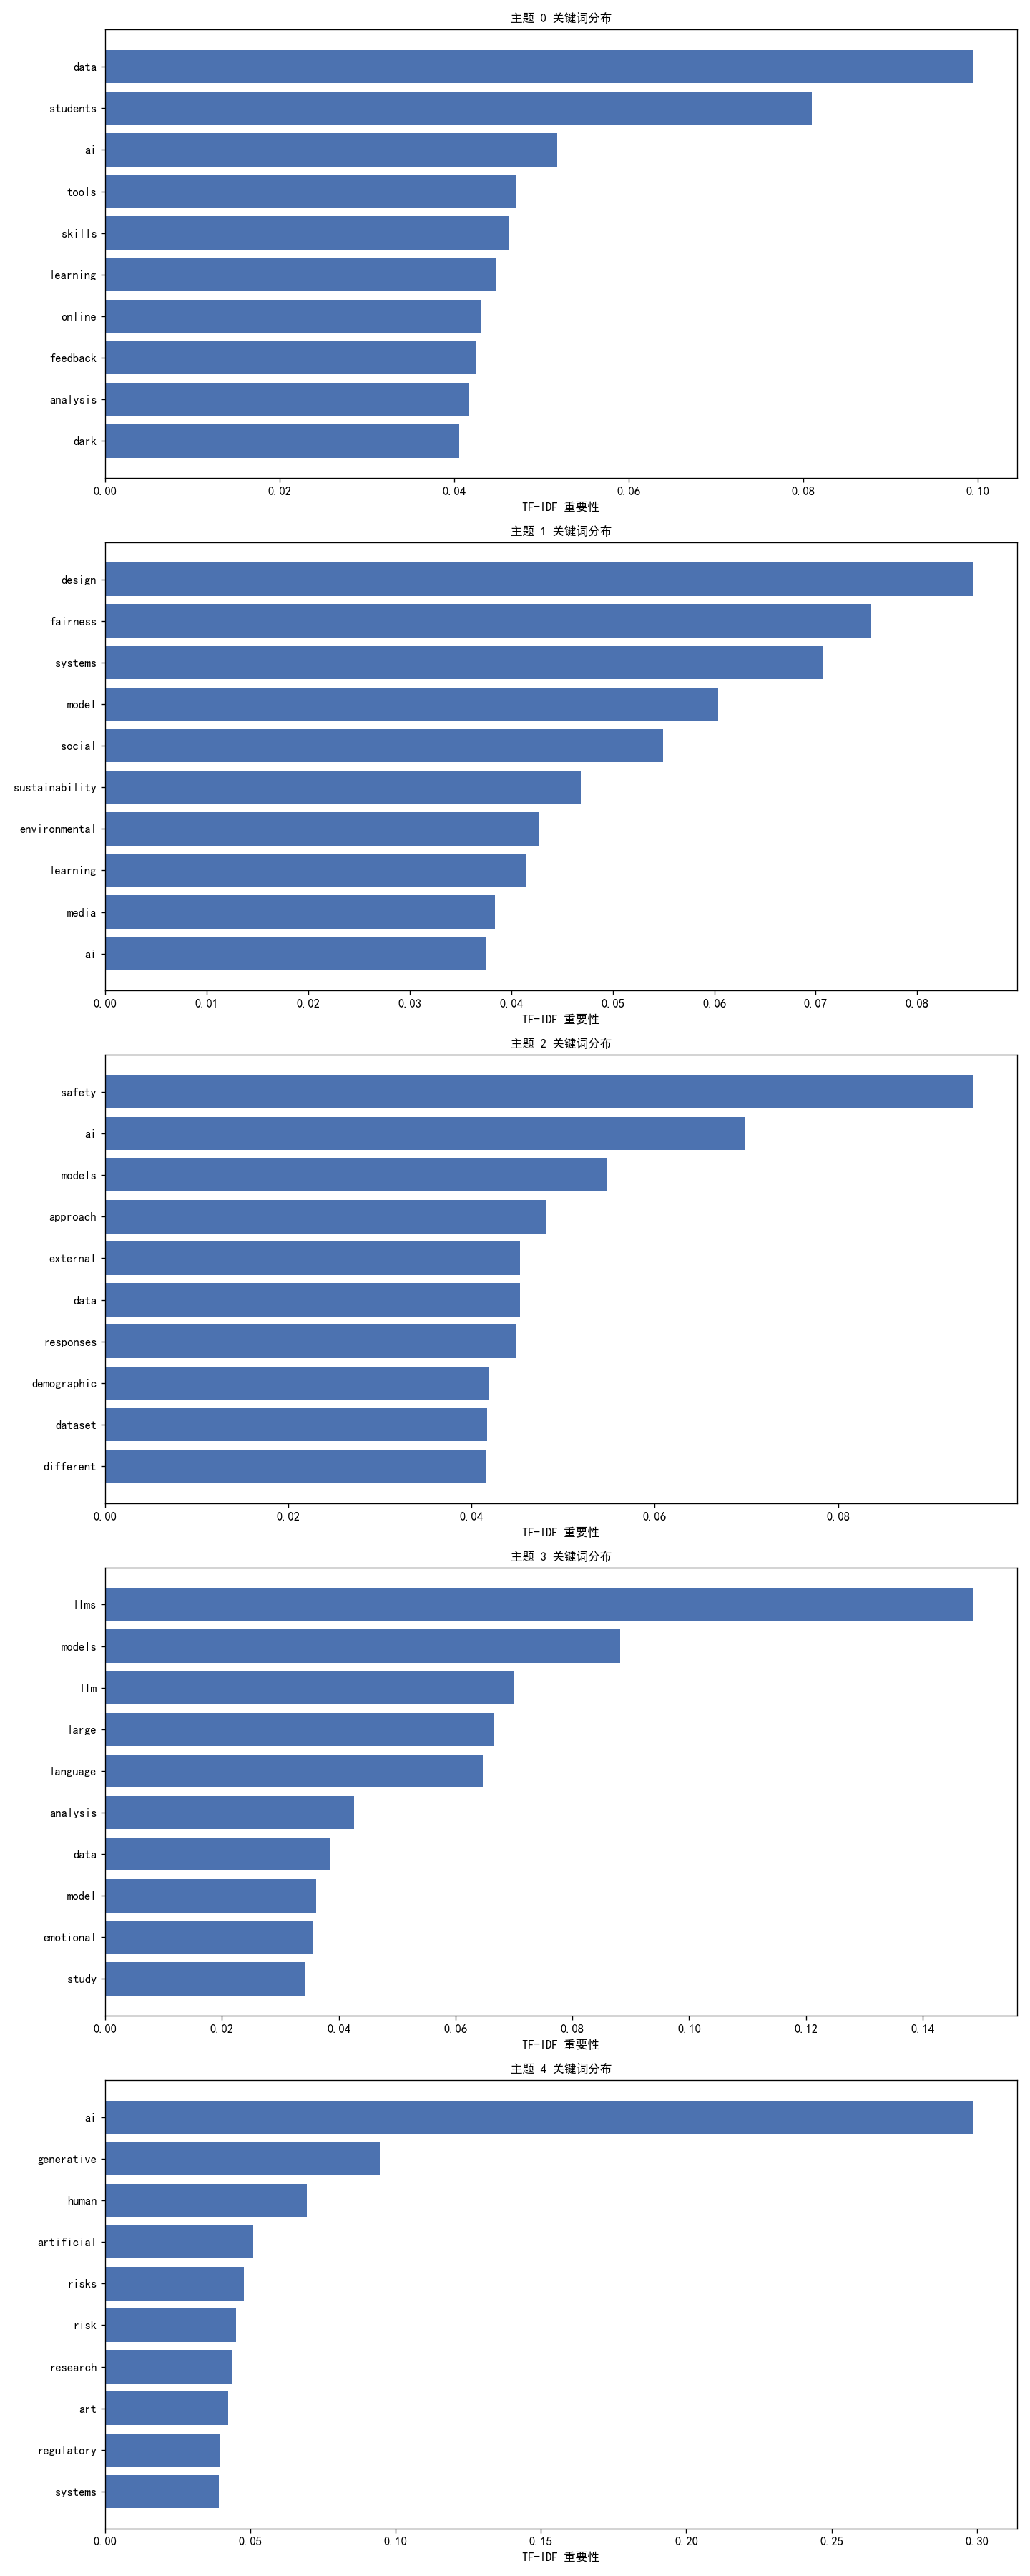 主题 0 关键词分布
data
students
ai
tools
skills
learning
online
feedback
analysis
dark
0.00 0.02 0.04 0.06 0.08 0.10
TF-IDF 重要性
主题 1 关键词分布
design
fairness
systems
model
social
sustainability
environmental
learning
media
ai
0.00 0.01 0.02 0.03 0.04 0.05 0.06 0.07 0.08
TF-IDF 重要性
主题 2 关键词分布
safety
ai
models
approach
external
data
responses
demographic
dataset
different
0.00 0.02 0.04 0.06 0.08
TF-IDF 重要性
主题 3 关键词分布
llms
models
llm
large
language
analysis
data
model
emotional
study
0.00 0.02 0.04 0.06 0.08 0.10 0.12 0.14
TF-IDF 重要性
主题 4 关键词分布
ai
generative
human
artificial
risks
risk
research
art
regulatory
systems
0.00 0.05 0.10 0.15 0.20 0.25 0.30
TF-IDF 重要性